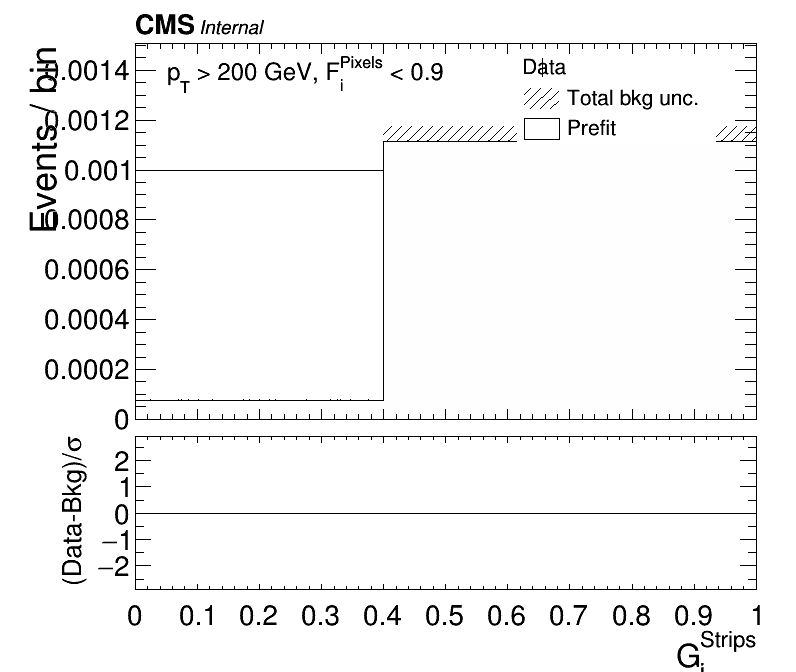 CMS Internal
Events / bin
p_T > 200 GeV, F_i^Pixels < 0.9
Data
Total bkg unc.
Prefit
0.0014
0.0012
0.001
0.0008
0.0006
0.0004
0.0002
0
(Data-Bkg)/σ
2
1
0
−1
−2
0 0.1 0.2 0.3 0.4 0.5 0.6 0.7 0.8 0.9 1
G_i^Strips